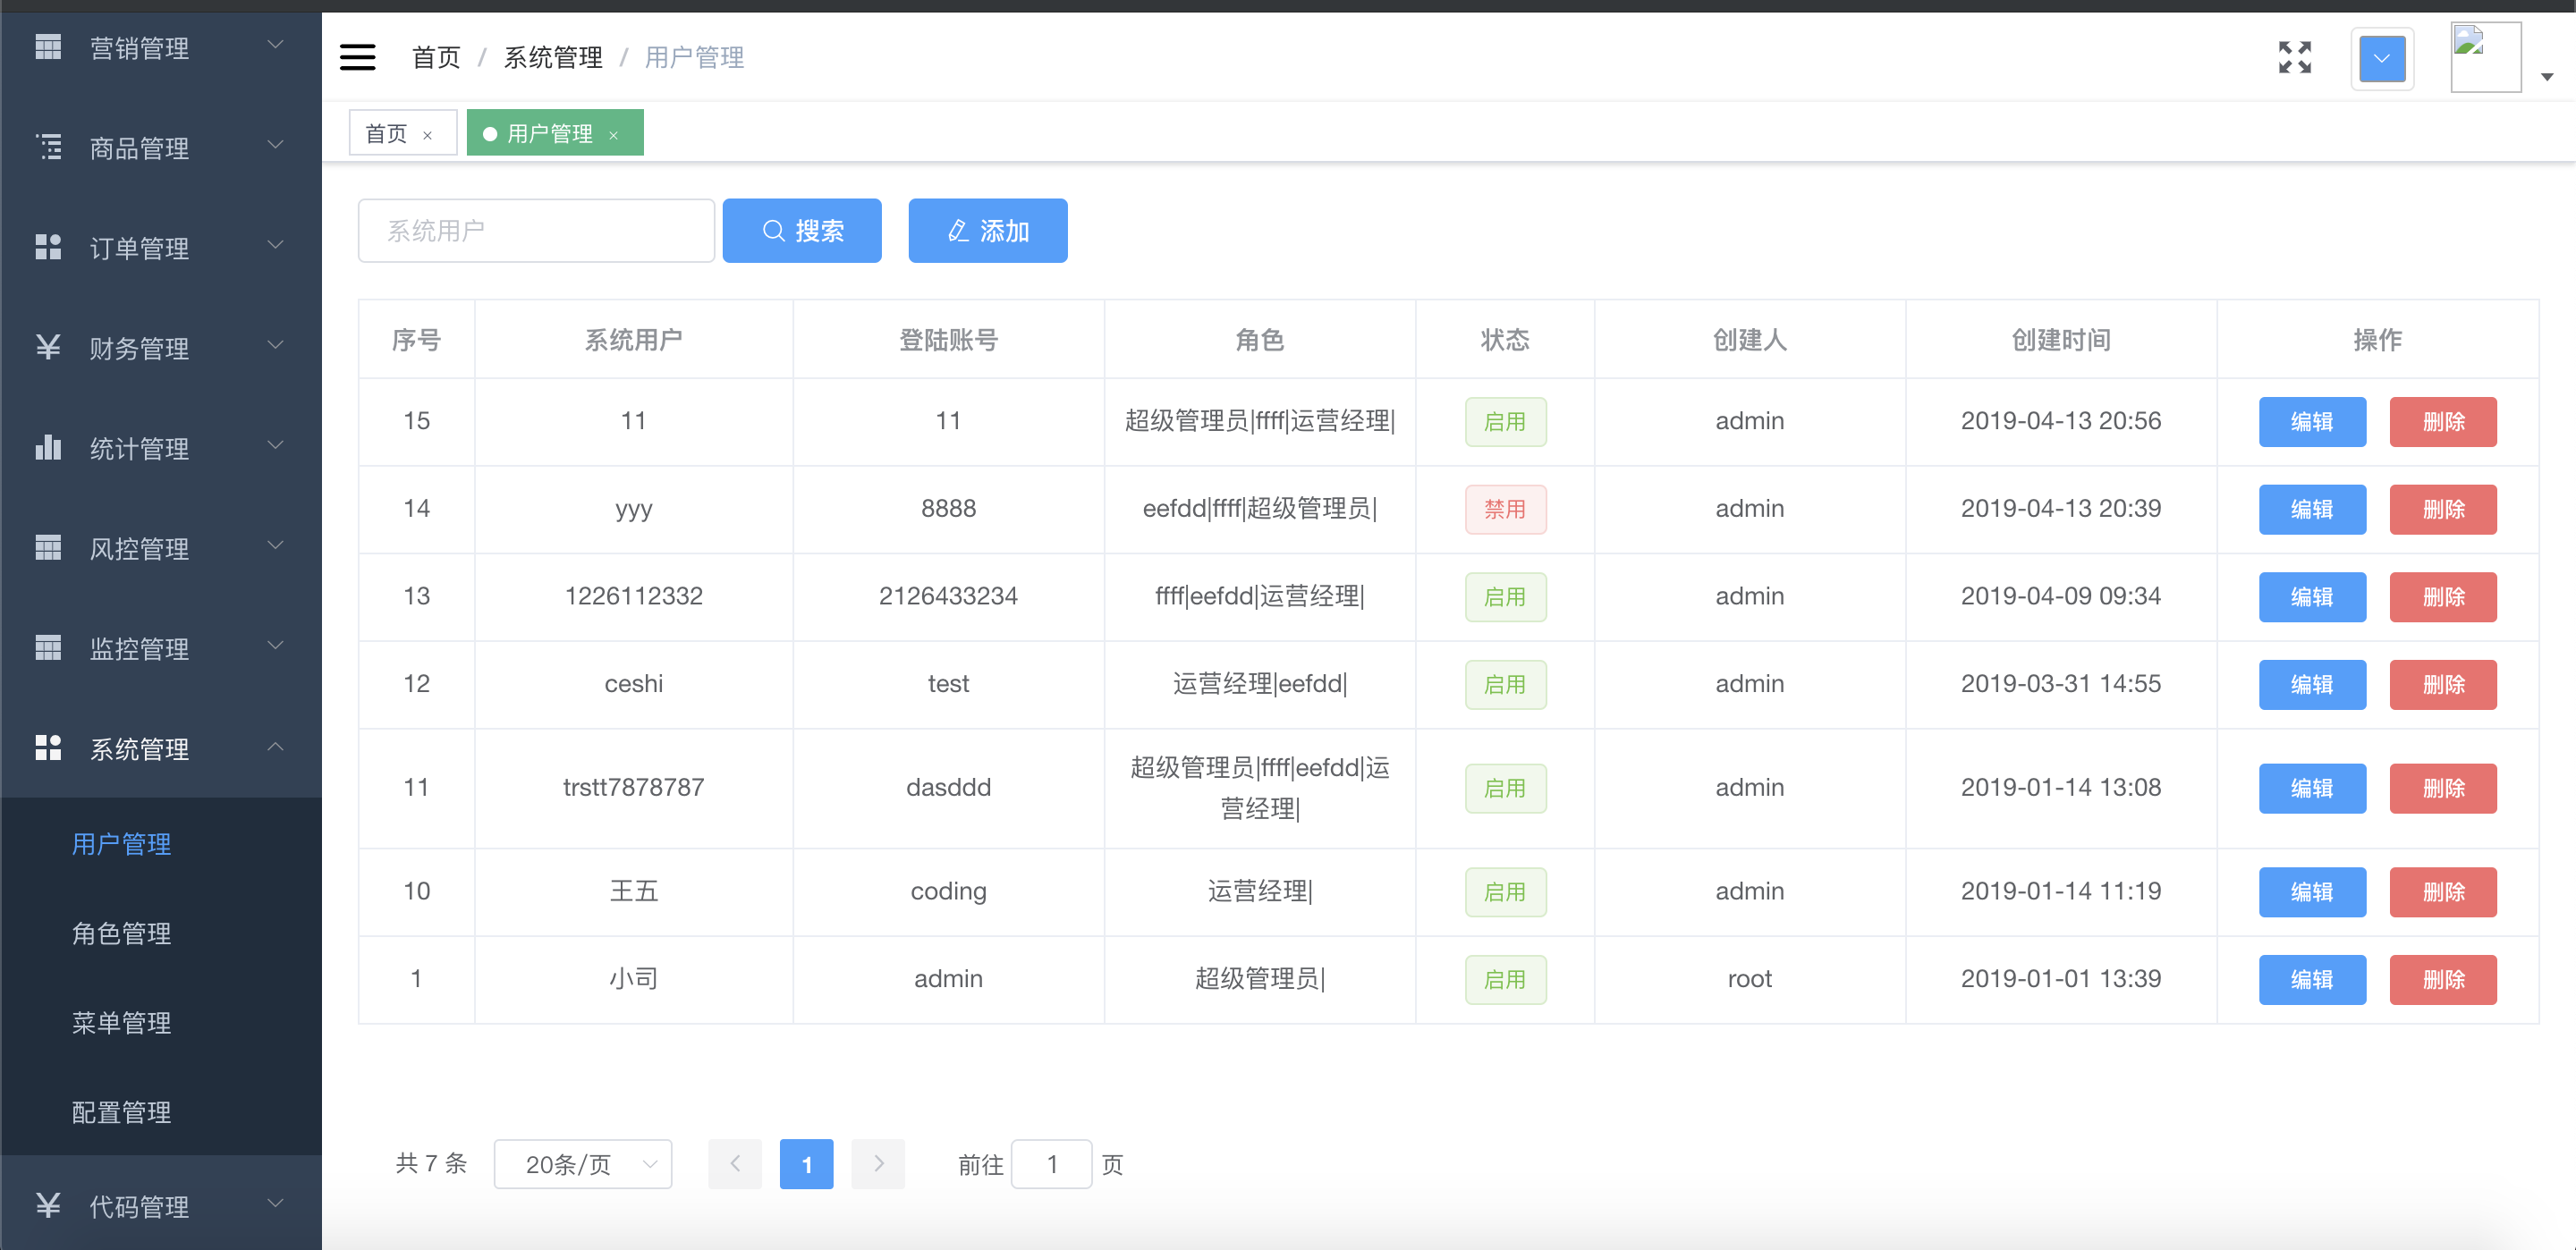 营销管理
商品管理
订单管理
财务管理
统计管理
风控管理
监控管理
系统管理
用户管理
角色管理
菜单管理
配置管理
代码管理
首页 / 系统管理 / 用户管理
首页 × 用户管理 ×
系统用户 搜索 添加
序号 系统用户 登陆账号 角色 状态 创建人 创建时间 操作
15 11 11 超级管理员|ffff|运营经理| 启用 admin 2019-04-13 20:56 编辑 删除
14 yyy 8888 eefdd|ffff|超级管理员| 禁用 admin 2019-04-13 20:39 编辑 删除
13 1226112332 2126433234 ffff|eefdd|运营经理| 启用 admin 2019-04-09 09:34 编辑 删除
12 ceshi test 运营经理|eefdd| 启用 admin 2019-03-31 14:55 编辑 删除
11 trstt7878787 dasddd 超级管理员|ffff|eefdd|运
营经理| 启用 admin 2019-01-14 13:08 编辑 删除
10 王五 coding 运营经理| 启用 admin 2019-01-14 11:19 编辑 删除
1 小司 admin 超级管理员| 启用 root 2019-01-01 13:39 编辑 删除
共 7 条 20条/页 1 前往 1 页